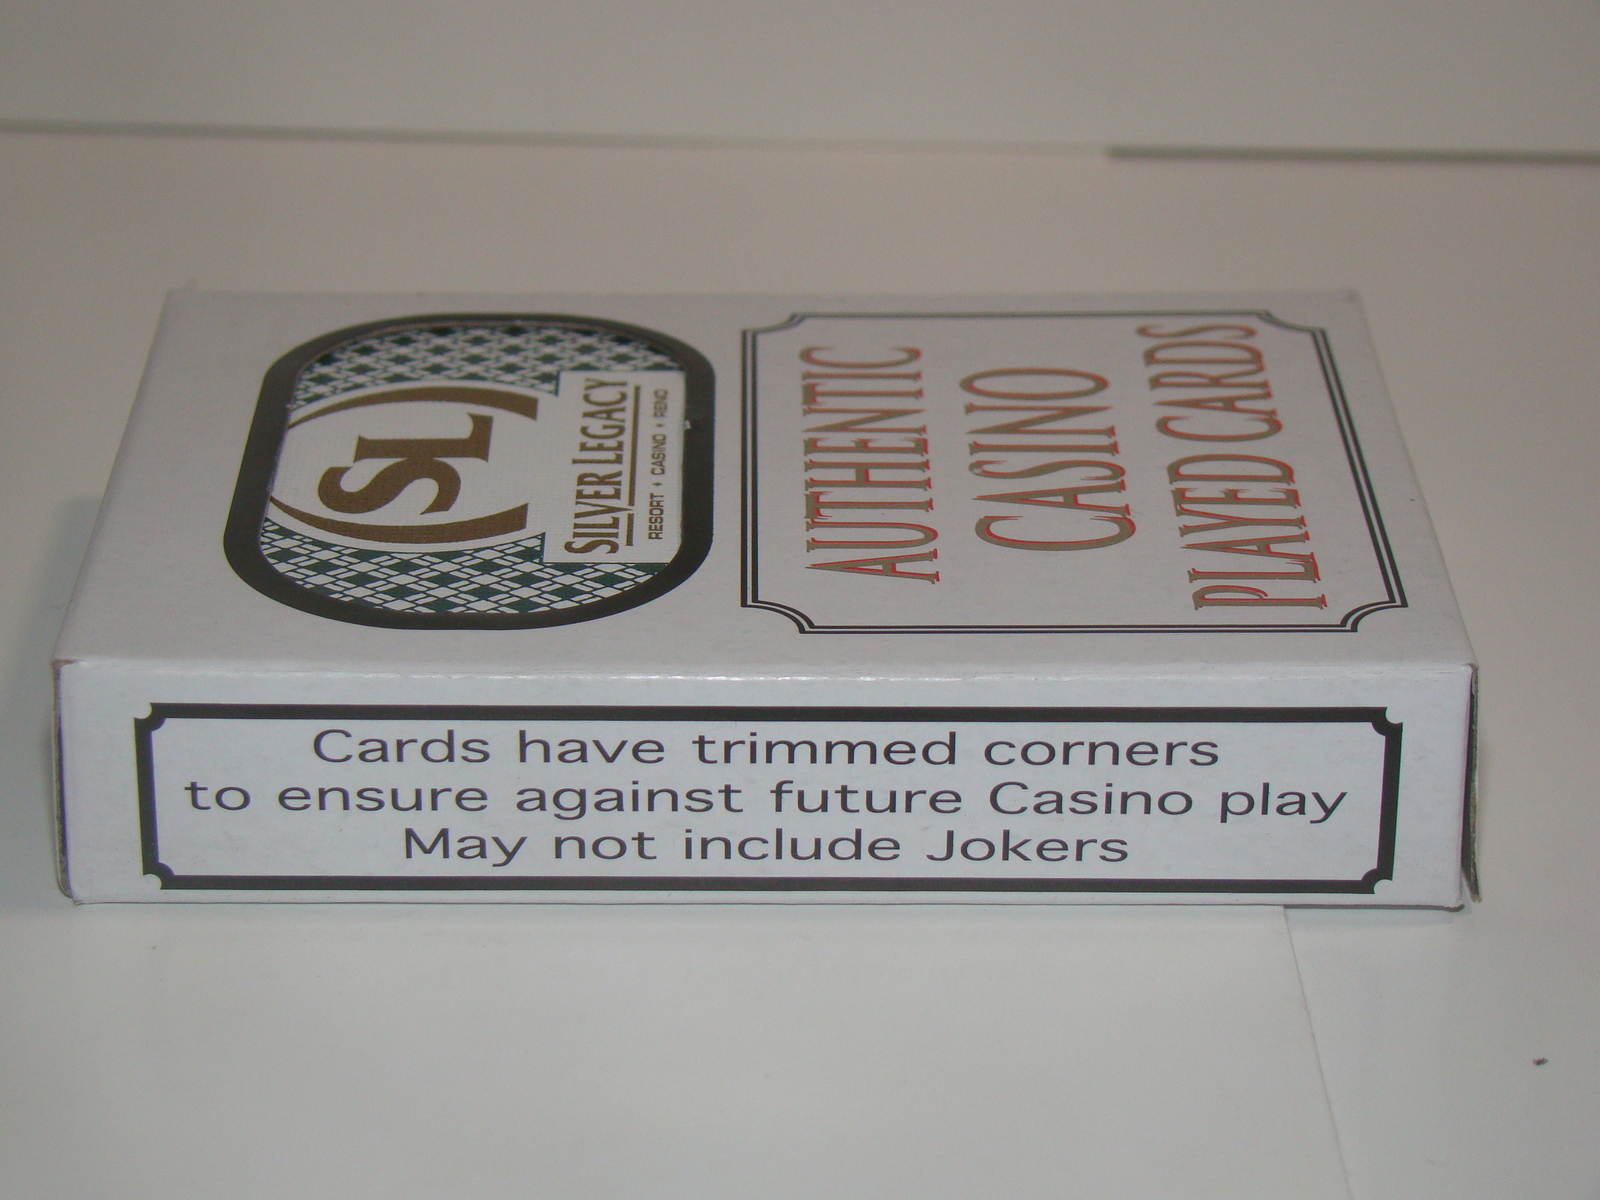 SL
SILVER LEGACY
RESORT • CASINO • RENO
AUTHENTIC
CASINO
PLAYED CARDS
Cards have trimmed corners
to ensure against future Casino play
May not include Jokers